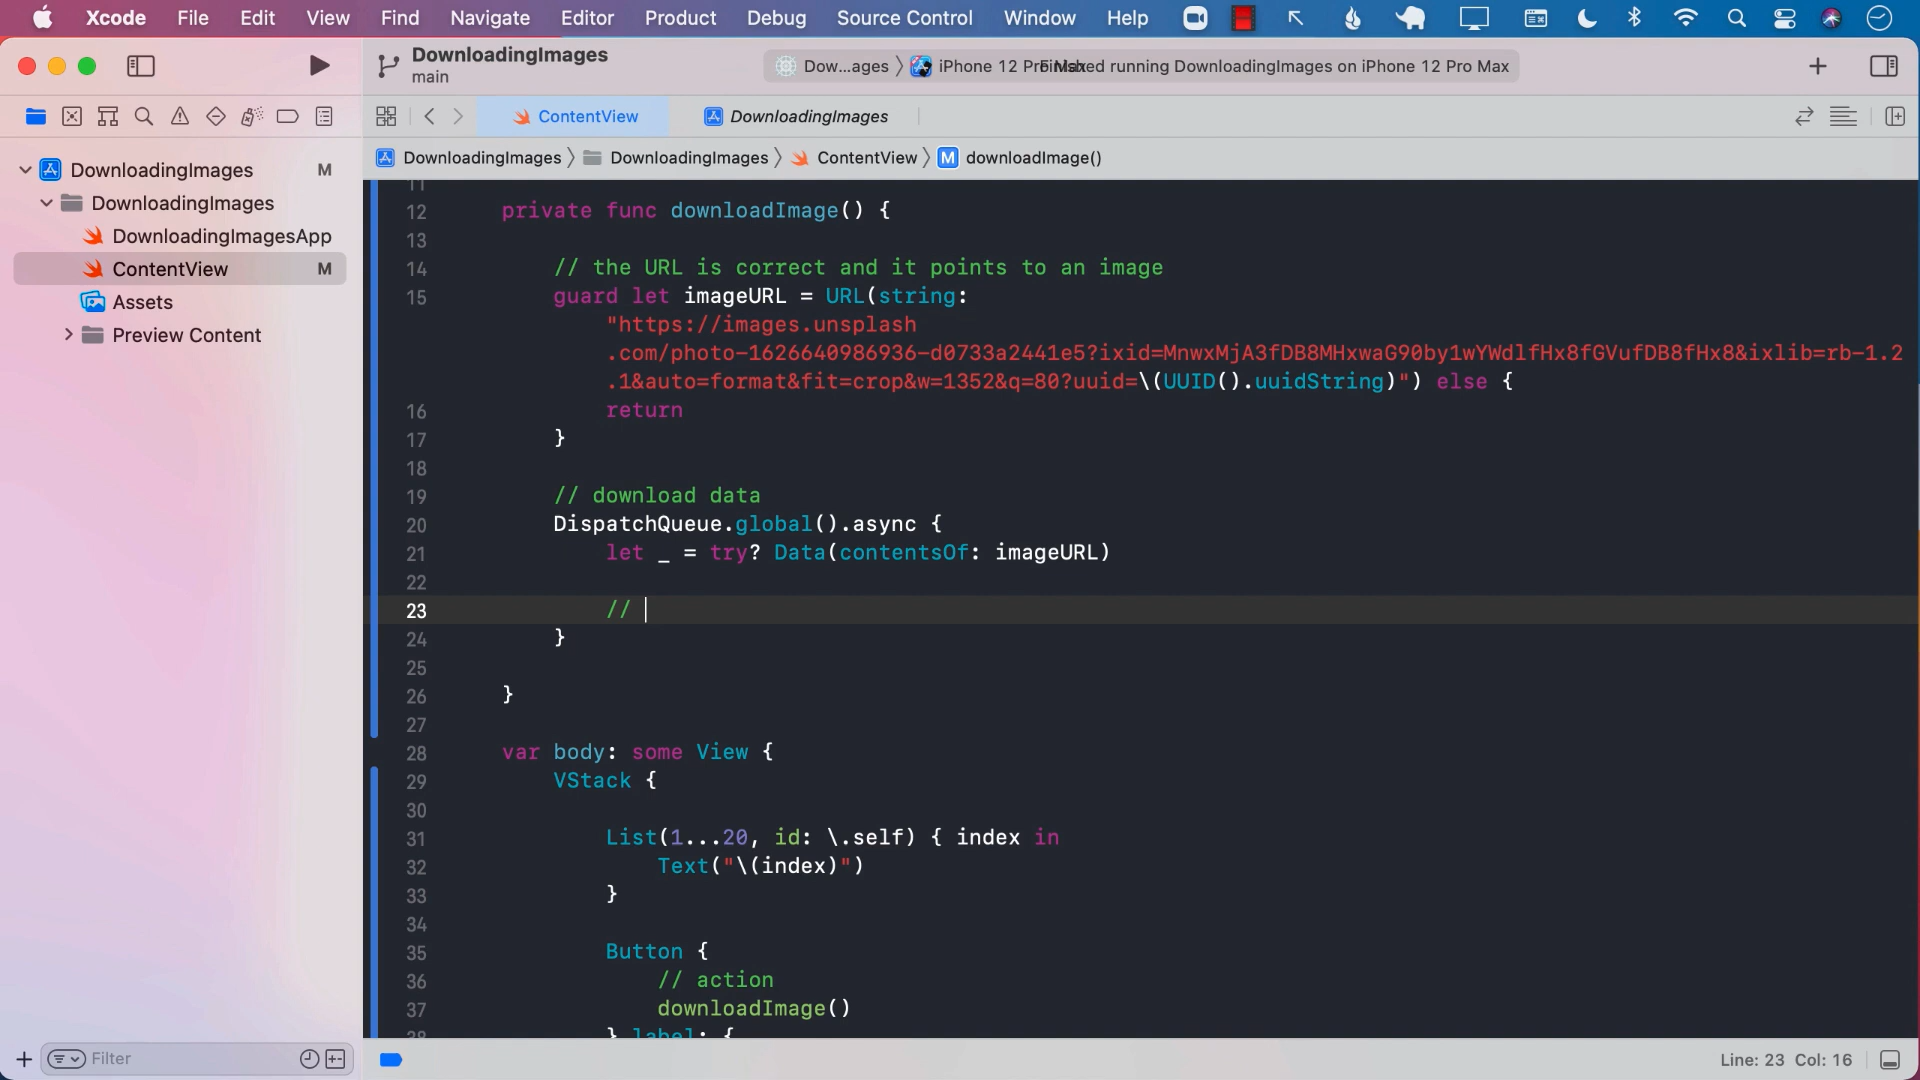 Xcode File Edit View Find Navigate Editor Product Debug Source Control Window Help
DownloadingImages
main
Dow...ages 〉 iPhone 12 Pro Max
Finished running DownloadingImages on iPhone 12 Pro Max
ContentView
DownloadingImages
DownloadingImages 〉 DownloadingImages 〉 ContentView 〉 M downloadImage()
DownloadingImages M
DownloadingImages
DownloadingImagesApp
ContentView M
Assets
Preview Content
11
12 private func downloadImage() {
13
14 // the URL is correct and it points to an image
15 guard let imageURL = URL(string:
"https://images.unsplash
.com/photo-1626640986936-d0733a2441e5?ixid=MnwxMjA3fDB8MHxwaG90by1wYWdlfHx8fGVufDB8fHx8&ixlib=rb-1.2
.1&auto=format&fit=crop&w=1352&q=80?uuid=\(UUID().uuidString)") else {
16 return
17 }
18
19 // download data
20 DispatchQueue.global().async {
21 let _ = try? Data(contentsOf: imageURL)
22
23 //
24 }
25
26 }
27
28 var body: some View {
29 VStack {
30
31 List(1...20, id: \.self) { index in
32 Text("\(index)")
33 }
34
35 Button {
36 // action
37 downloadImage()
38 } label: {
Filter
Line: 23 Col: 16